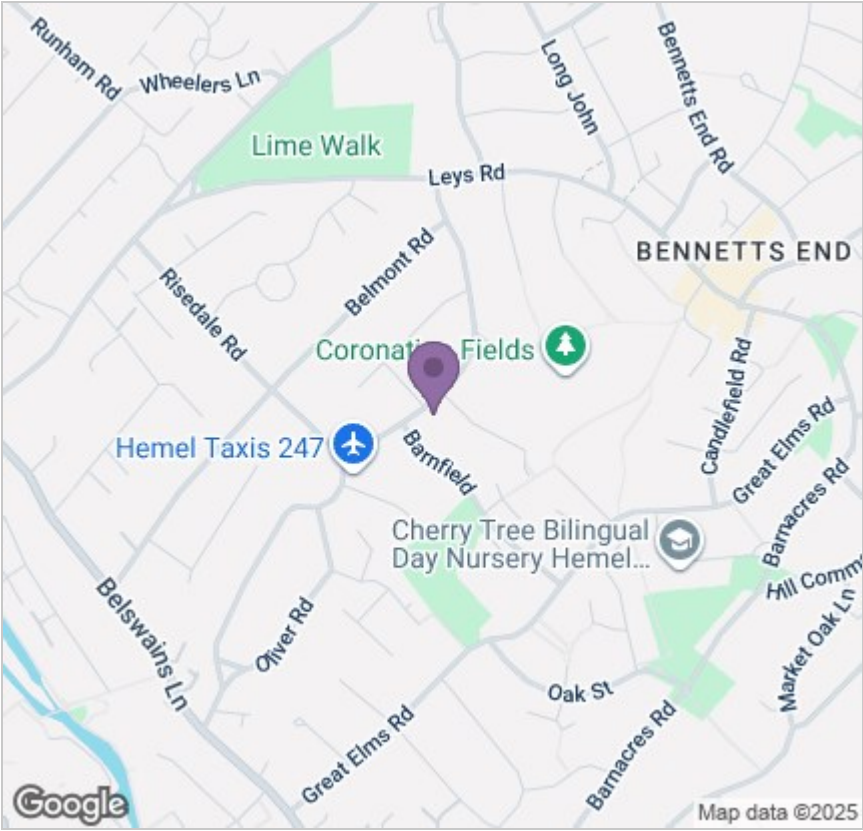 Runham Rd
Wheelers Ln
Long John
Bennetts End Rd
Lime Walk
Leys Rd
BENNETTS END
Belmont Rd
Risedale Rd
Coronation Fields
Candlefield Rd
Great Elms Rd
Hemel Taxis 247
Barnfield
Barnacres Rd
Cherry Tree Bilingual
Day Nursery Hemel...
Hill Comm
Market Oak Ln
Belswains Ln
Oliver Rd
Oak St
Great Elms Rd
Barnacres Rd
Google
Map data ©2025